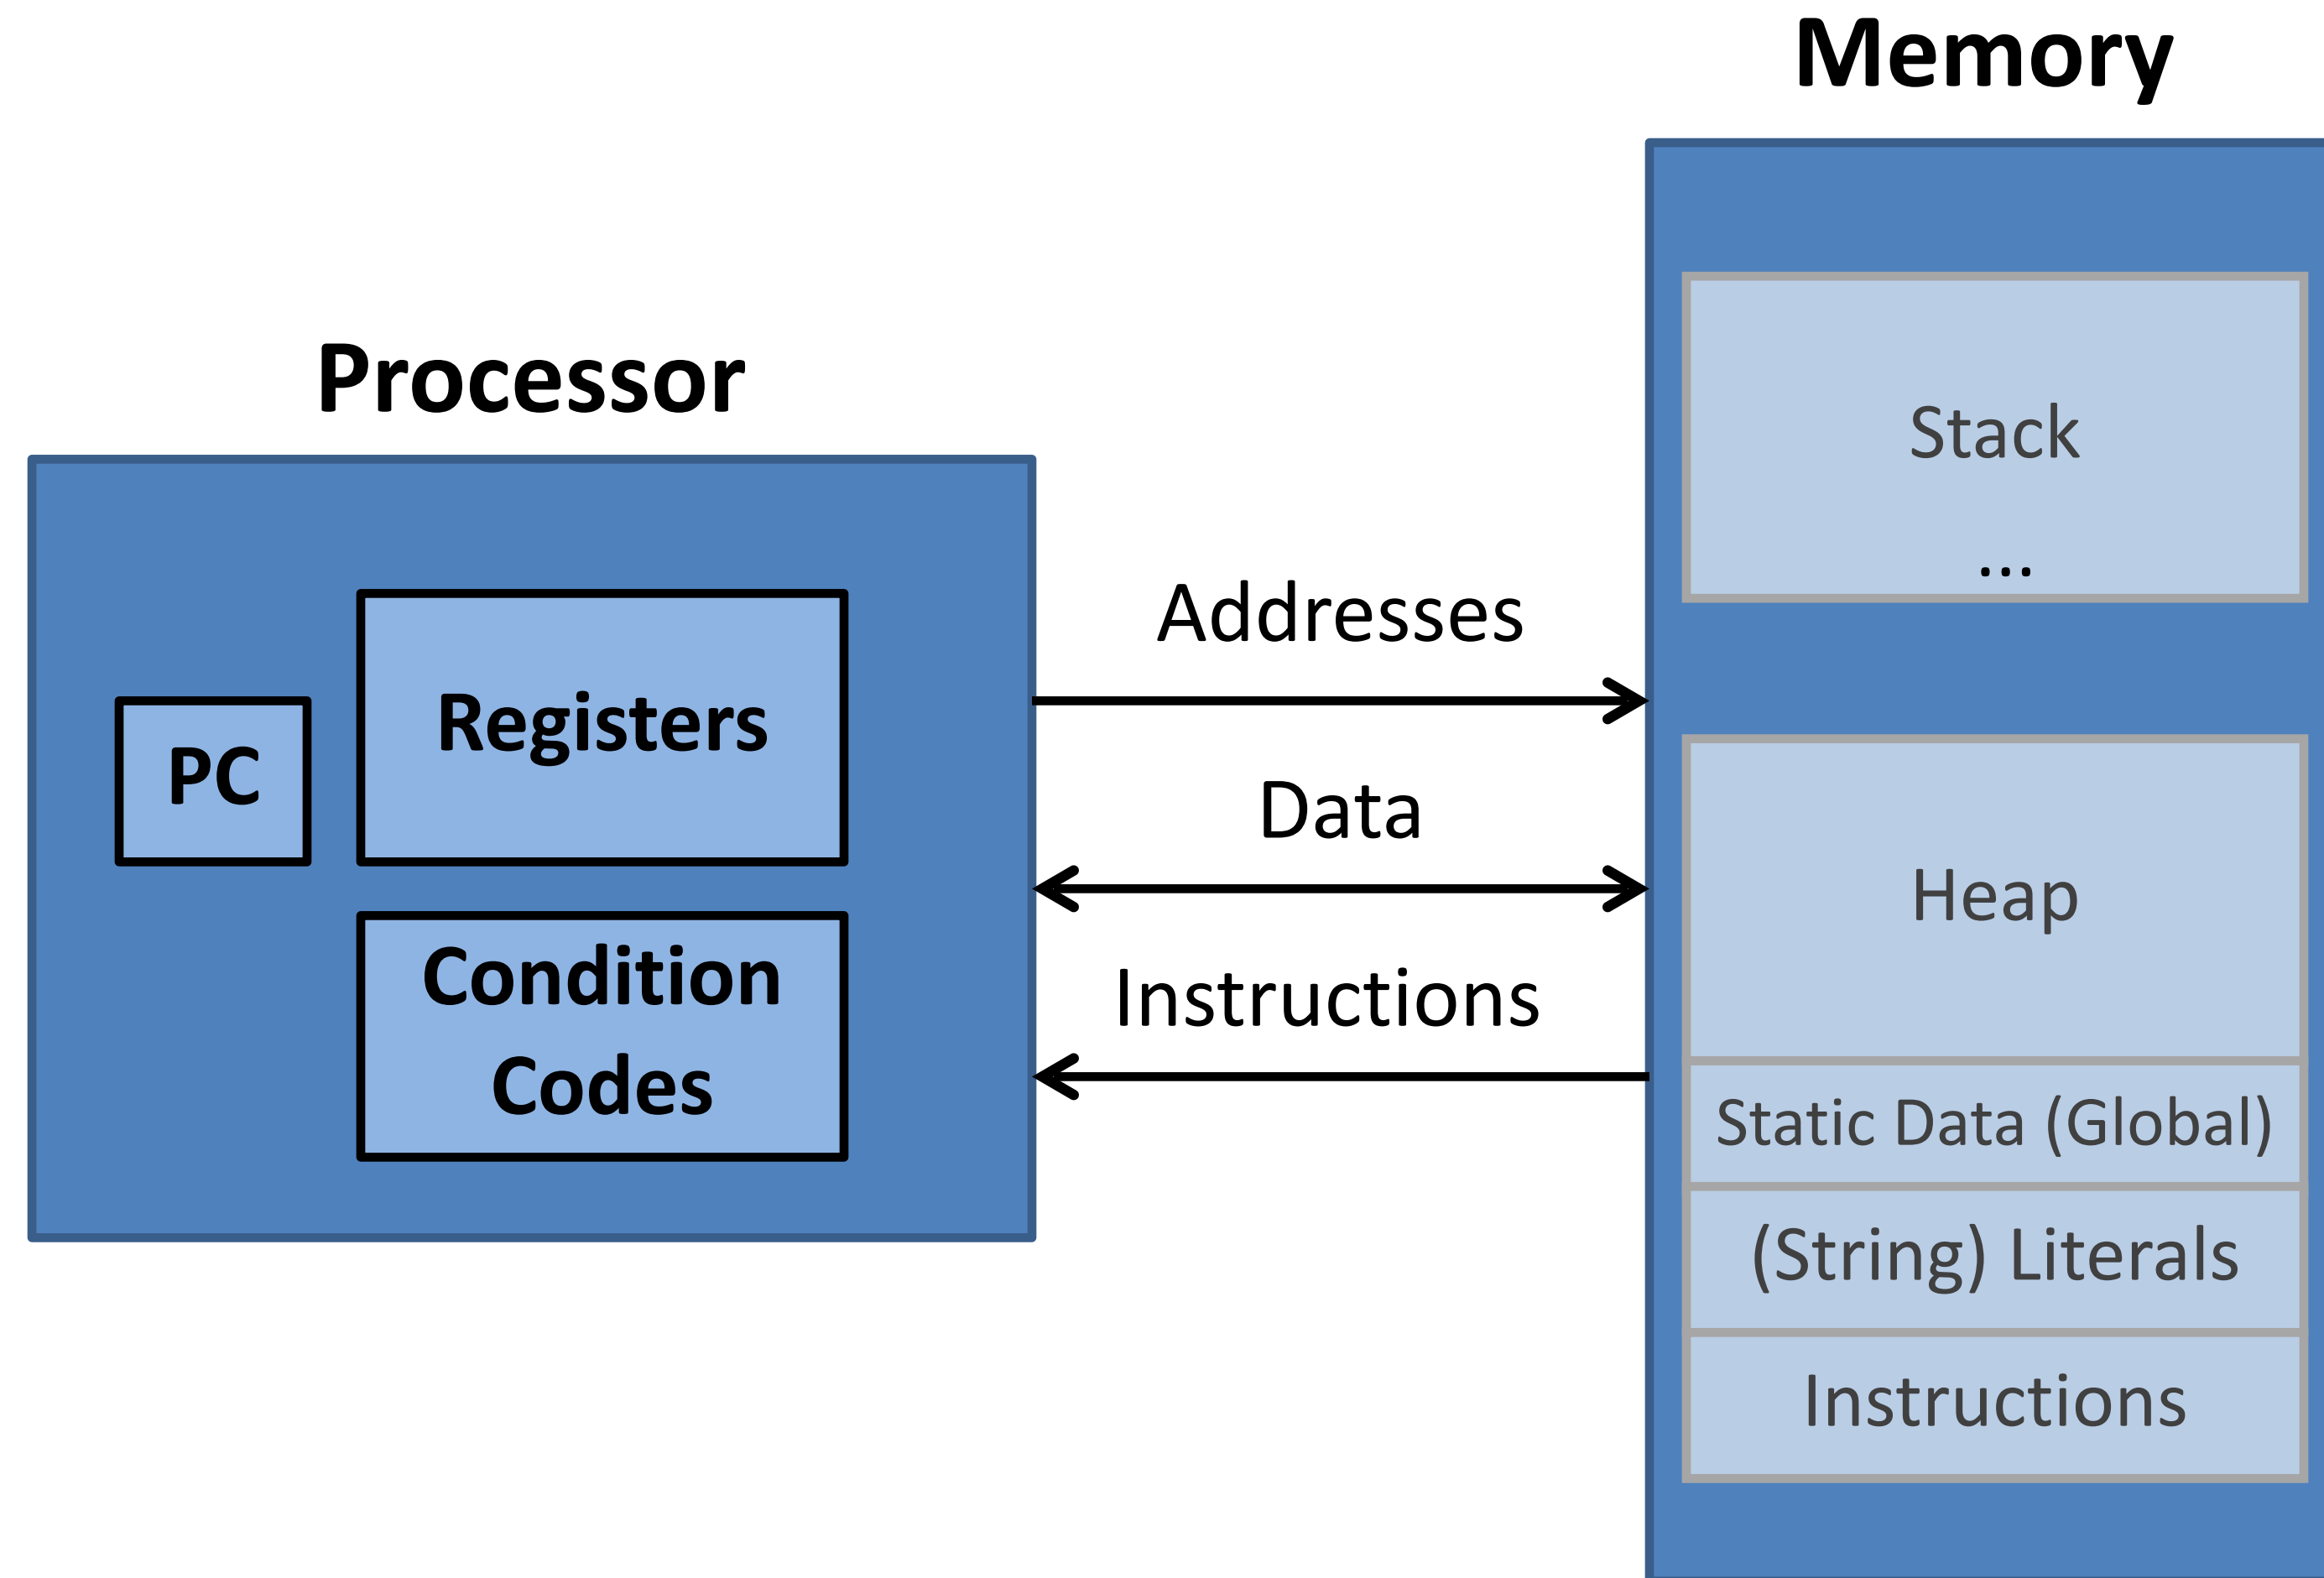 Memory
Processor
Stack
...
Addresses
Registers
PC
Data
Heap
Condition
Codes
Instructions
Static Data (Global)
(String) Literals
Instructions